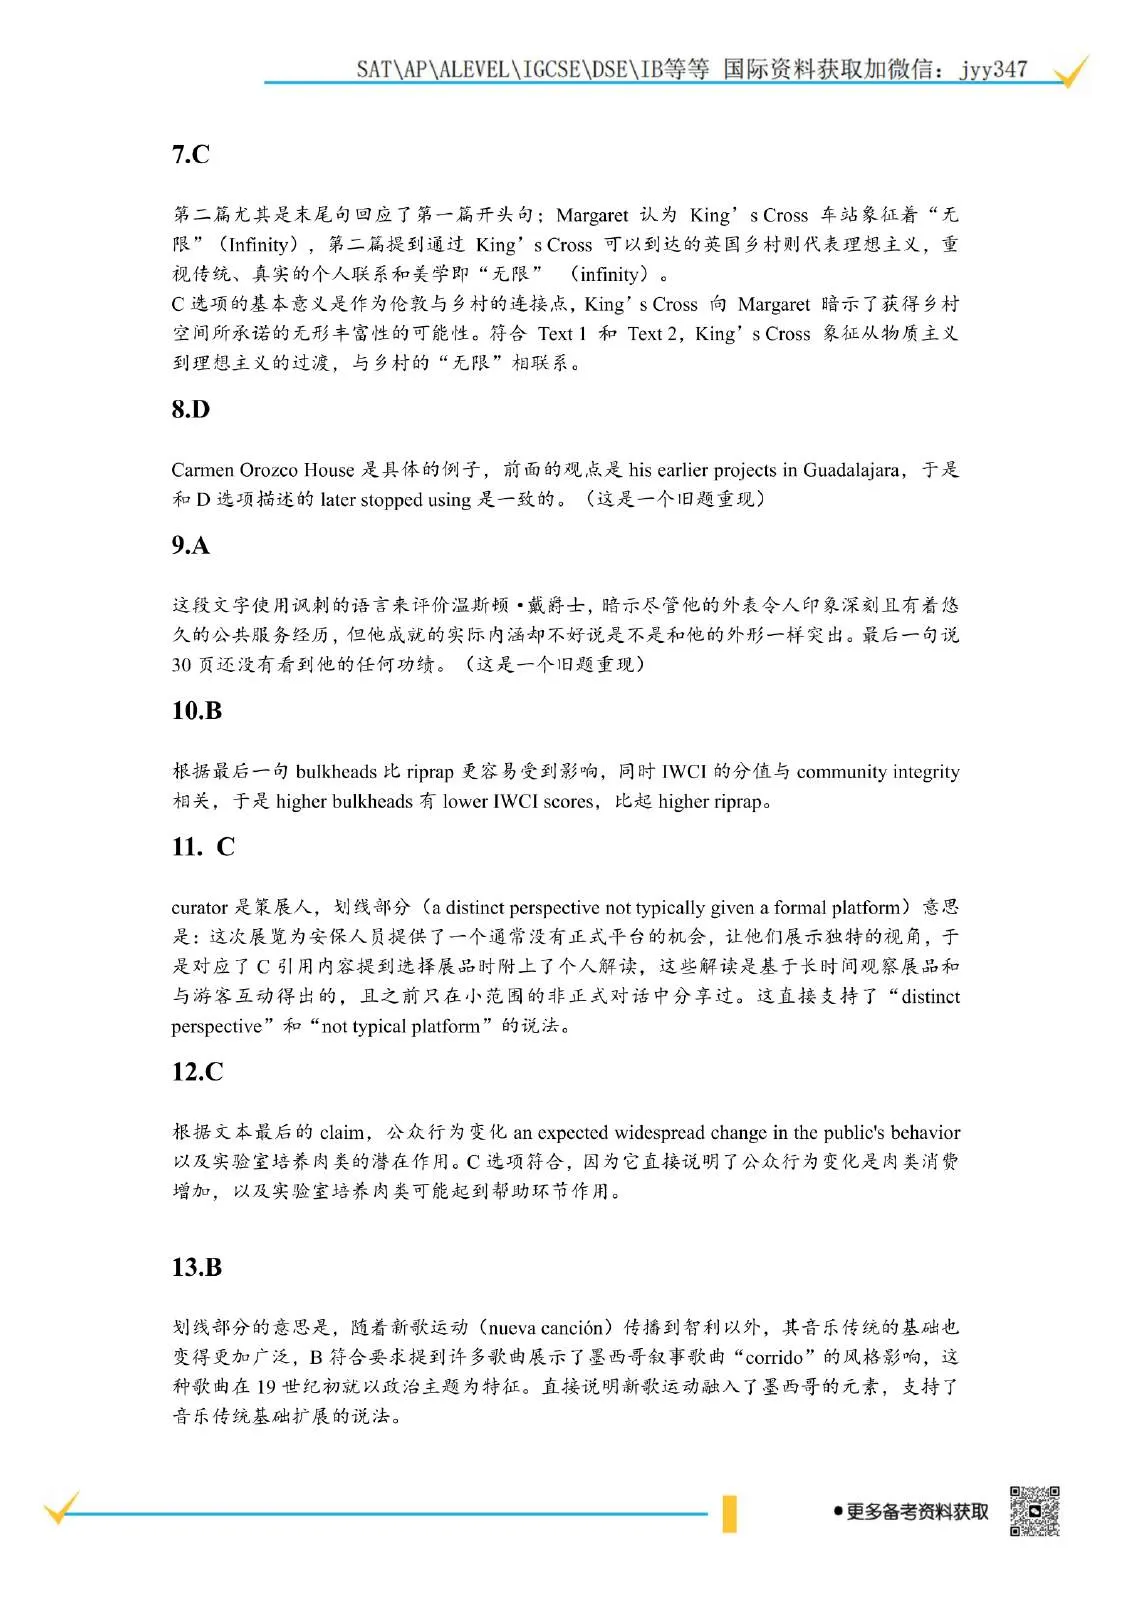 SAT\AP\ALEVEL\IGCSE\DSE\IB等等 国际资料获取加微信：jyy347
7.C
第二篇尤其是末尾句回应了第一篇开头句；Margaret 认为 King’s Cross 车站象征着“无
限”（Infinity），第二篇提到通过 King’s Cross 可以到达的英国乡村则代表理想主义，重
视传统、真实的个人联系和美学即“无限” （infinity）。
C 选项的基本意义是作为伦敦与乡村的连接点，King’s Cross 向 Margaret 暗示了获得乡村
空间所承诺的无形丰富性的可能性。符合 Text 1 和 Text 2，King’s Cross 象征从物质主义
到理想主义的过渡，与乡村的“无限”相联系。
8.D
Carmen Orozco House 是具体的例子，前面的观点是 his earlier projects in Guadalajara，于是
和 D 选项描述的 later stopped using 是一致的。（这是一个旧题重现）
9.A
这段文字使用讽刺的语言来评价温斯顿·戴爵士，暗示尽管他的外表令人印象深刻且有着悠
久的公共服务经历，但他成就的实际内涵却不好说是不是和他的外形一样突出。最后一句说
30 页还没有看到他的任何功绩。（这是一个旧题重现）
10.B
根据最后一句 bulkheads 比 riprap 更容易受到影响，同时 IWCI 的分值与 community integrity
相关，于是 higher bulkheads 有 lower IWCI scores，比起 higher riprap。
11. C
curator 是策展人，划线部分（a distinct perspective not typically given a formal platform）意思
是：这次展览为安保人员提供了一个通常没有正式平台的机会，让他们展示独特的视角，于
是对应了 C 引用内容提到选择展品时附上了个人解读，这些解读是基于长时间观察展品和
与游客互动得出的，且之前只在小范围的非正式对话中分享过。这直接支持了“distinct
perspective”和“not typical platform”的说法。
12.C
根据文本最后的 claim，公众行为变化 an expected widespread change in the public's behavior
以及实验室培养肉类的潜在作用。C 选项符合，因为它直接说明了公众行为变化是肉类消费
增加，以及实验室培养肉类可能起到帮助环节作用。
13.B
划线部分的意思是，随着新歌运动（nueva canción）传播到智利以外，其音乐传统的基础也
变得更加广泛，B 符合要求提到许多歌曲展示了墨西哥叙事歌曲“corrido”的风格影响，这
种歌曲在 19 世纪初就以政治主题为特征。直接说明新歌运动融入了墨西哥的元素，支持了
音乐传统基础扩展的说法。
•更多备考资料获取